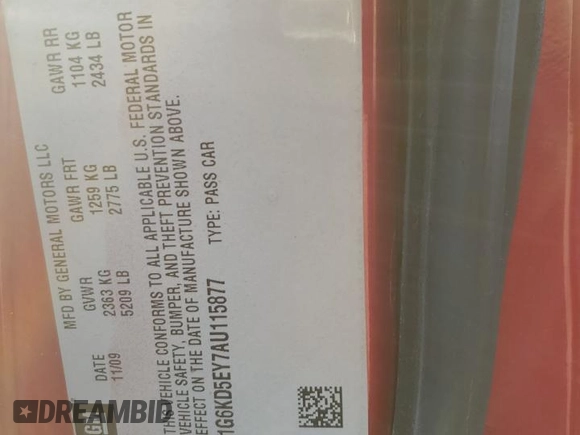 MFD BY GENERAL MOTORS LLC
DATE GVWR GAWR FRT GAWR RR
11/09 2363 KG 1259 KG 1104 KG
5209 LB 2775 LB 2434 LB
THIS VEHICLE CONFORMS TO ALL APPLICABLE U.S. FEDERAL MOTOR
VEHICLE SAFETY, BUMPER, AND THEFT PREVENTION STANDARDS IN
EFFECT ON THE DATE OF MANUFACTURE SHOWN ABOVE.
1G6KD5EY7AU115877 TYPE: PASS CAR
DREAMBID